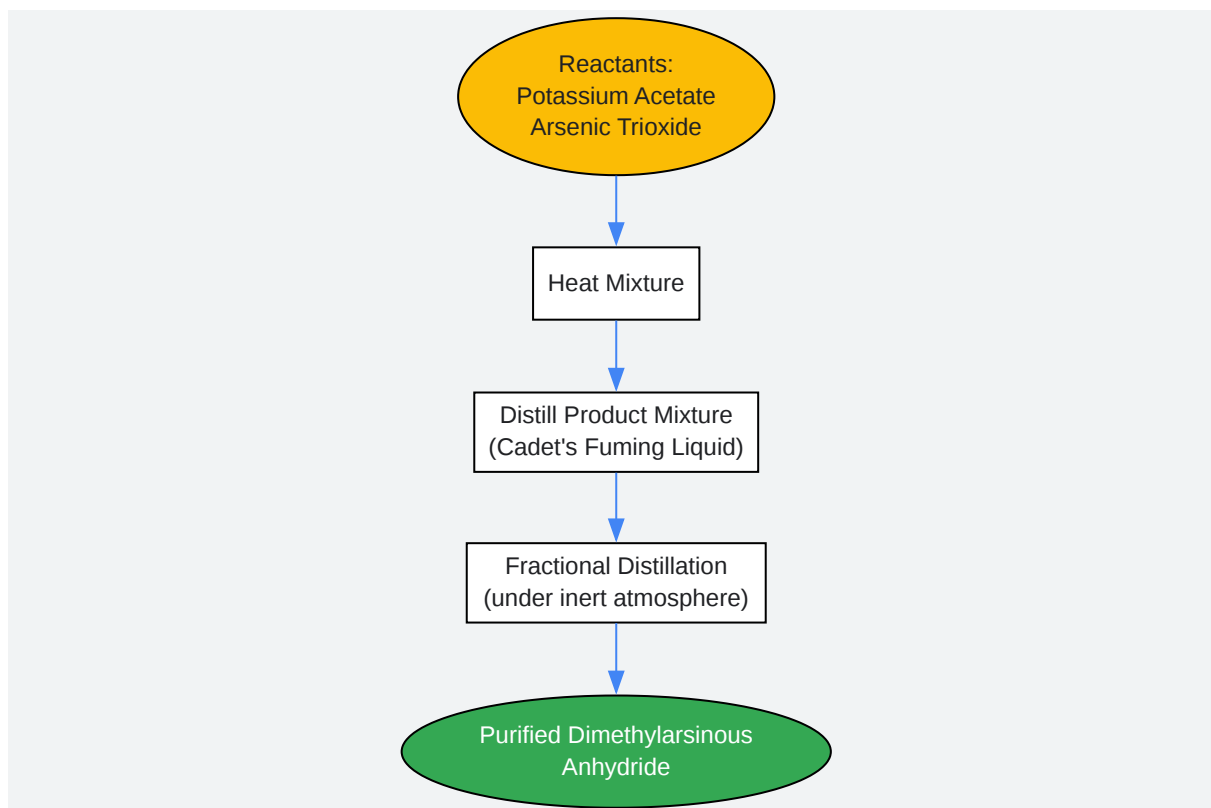 Reactants:
Potassium Acetate
Arsenic Trioxide
Heat Mixture
Distill Product Mixture
(Cadet's Fuming Liquid)
Fractional Distillation
(under inert atmosphere)
Purified Dimethylarsinous
Anhydride